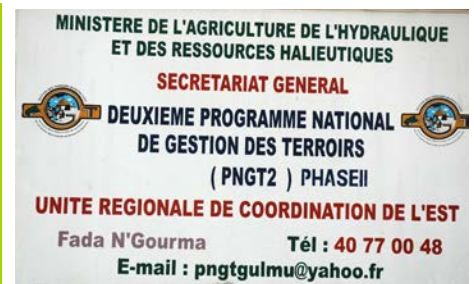 MINISTERE DE L'AGRICULTURE DE L'HYDRAULIQUE
ET DES RESSOURCES HALIEUTIQUES
SECRETARIAT GENERAL
DEUXIEME PROGRAMME NATIONAL
DE GESTION DES TERROIRS
( PNGT2 ) PHASEII
UNITE REGIONALE DE COORDINATION DE L'EST
Fada N'Gourma Tél : 40 77 00 48
E-mail : pngtgulmu@yahoo.fr